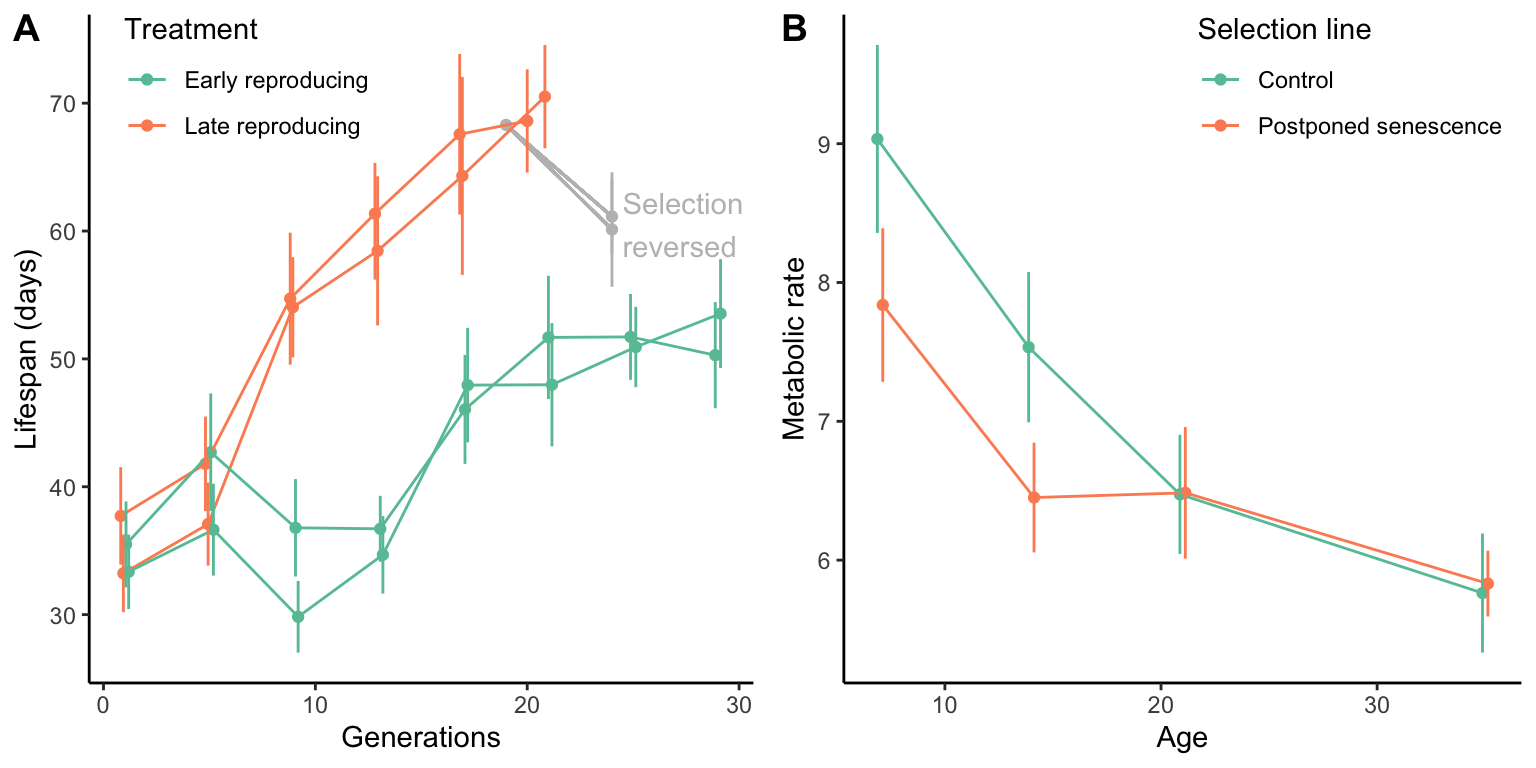 A
Treatment
Early reproducing
Late reproducing
Lifespan (days)
70
60
50
40
30
Selection
reversed
0 10 20 30
Generations
B
Selection line
Control
Postponed senescence
Metabolic rate
9
8
7
6
10 20 30
Age